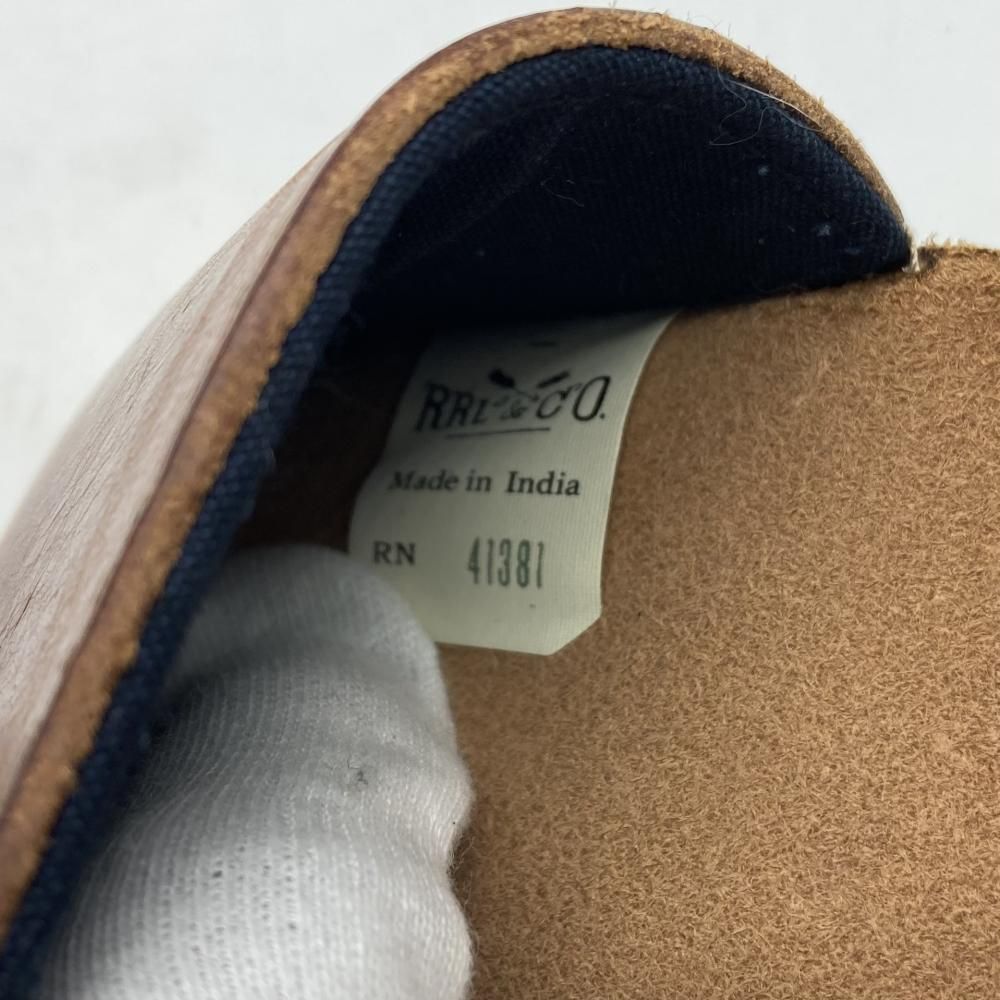 RRL & CO.
Made in India
RN 41381